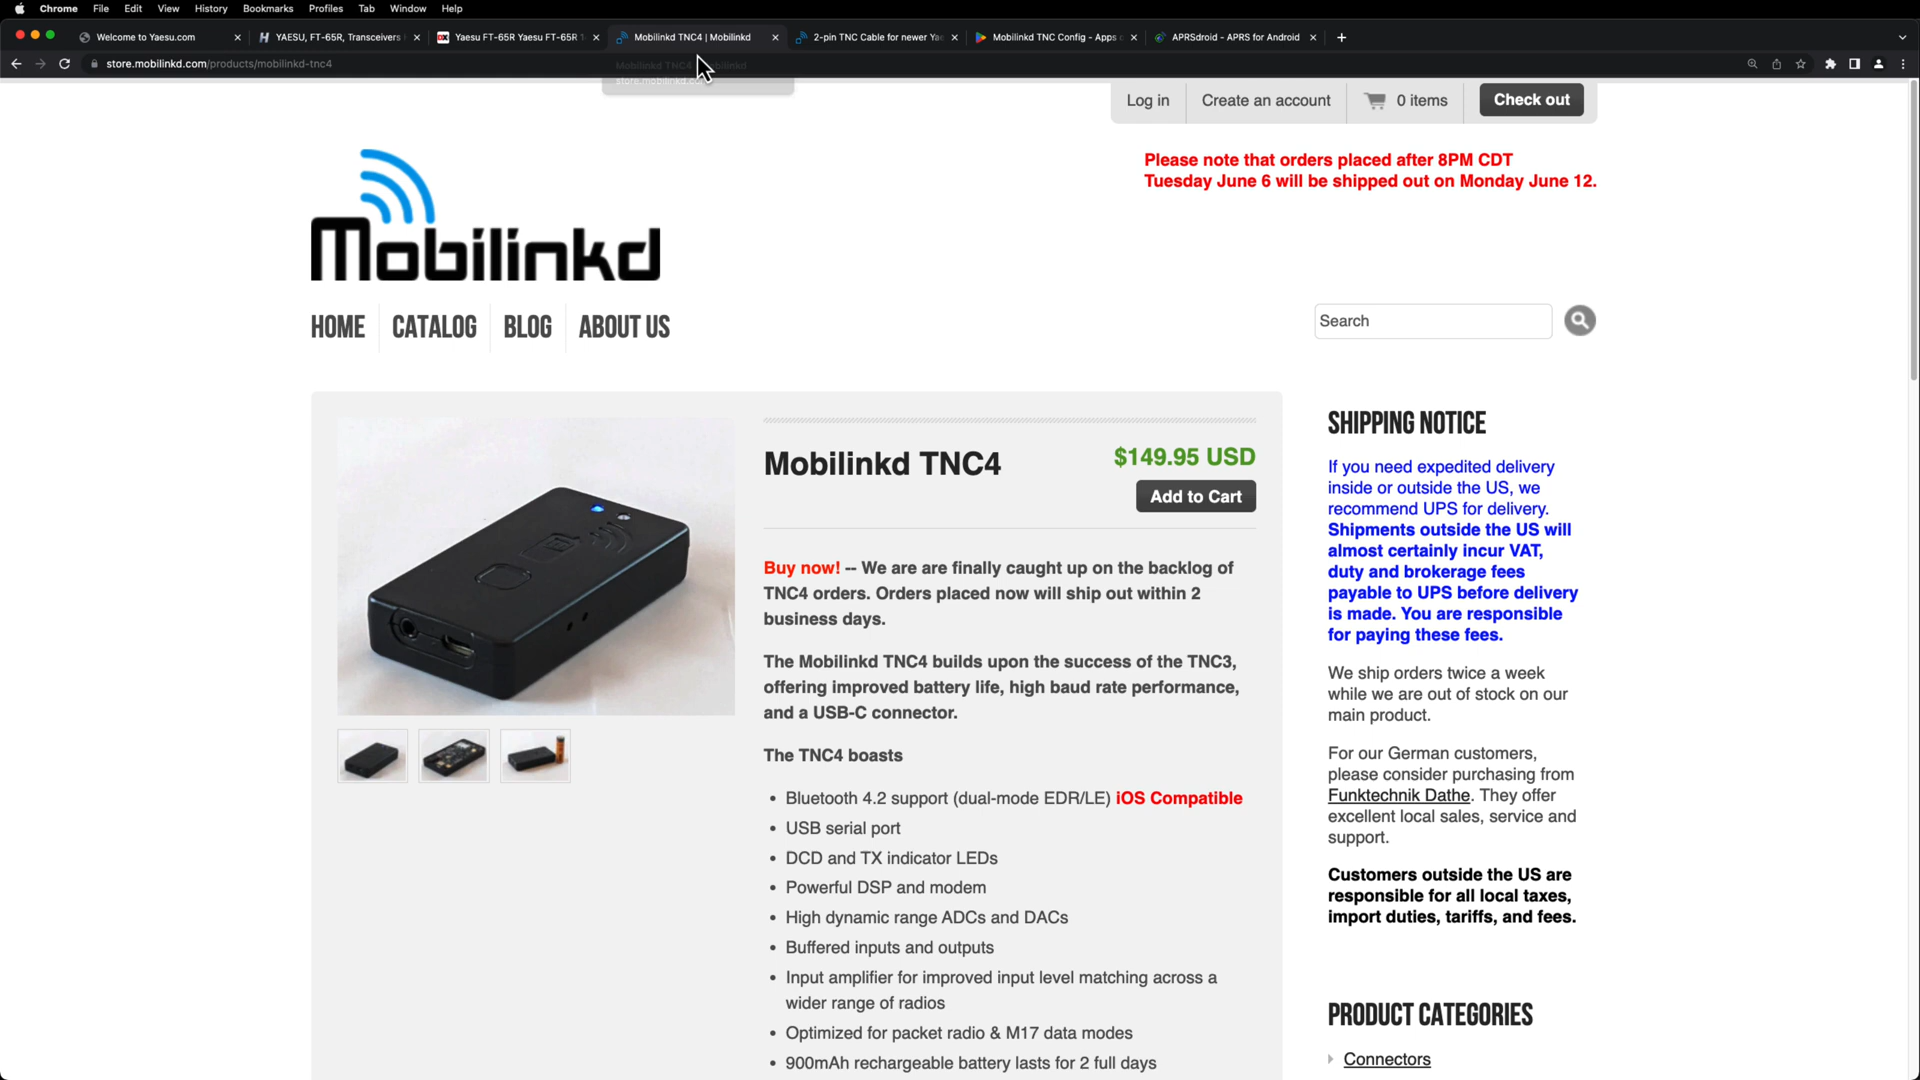 Chrome File Edit View History Bookmarks Profiles Tab Window Help
Welcome to Yaesu.com
YAESU, FT-65R, Transceivers
Yaesu FT-65R Yaesu FT-65R
Mobilinkd TNC4 | Mobilinkd
2-pin TNC Cable for newer Yae
Mobilinkd TNC Config - Apps
APRSdroid - APRS for Android
store.mobilinkd.com/products/mobilinkd-tnc4
Log in
Create an account
0 items
Check out
Please note that orders placed after 8PM CDT
Tuesday June 6 will be shipped out on Monday June 12.
Mobilinkd
HOME CATALOG BLOG ABOUT US
Search
Mobilinkd TNC4
$149.95 USD
Add to Cart
Buy now! -- We are are finally caught up on the backlog of
TNC4 orders. Orders placed now will ship out within 2
business days.
The Mobilinkd TNC4 builds upon the success of the TNC3,
offering improved battery life, high baud rate performance,
and a USB-C connector.
The TNC4 boasts
• Bluetooth 4.2 support (dual-mode EDR/LE) iOS Compatible
• USB serial port
• DCD and TX indicator LEDs
• Powerful DSP and modem
• High dynamic range ADCs and DACs
• Buffered inputs and outputs
• Input amplifier for improved input level matching across a
wider range of radios
• Optimized for packet radio & M17 data modes
• 900mAh rechargeable battery lasts for 2 full days
SHIPPING NOTICE
If you need expedited delivery
inside or outside the US, we
recommend UPS for delivery.
Shipments outside the US will
almost certainly incur VAT,
duty and brokerage fees
payable to UPS before delivery
is made. You are responsible
for paying these fees.
We ship orders twice a week
while we are out of stock on our
main product.
For our German customers,
please consider purchasing from
Funktechnik Dathe. They offer
excellent local sales, service and
support.
Customers outside the US are
responsible for all local taxes,
import duties, tariffs, and fees.
PRODUCT CATEGORIES
Connectors